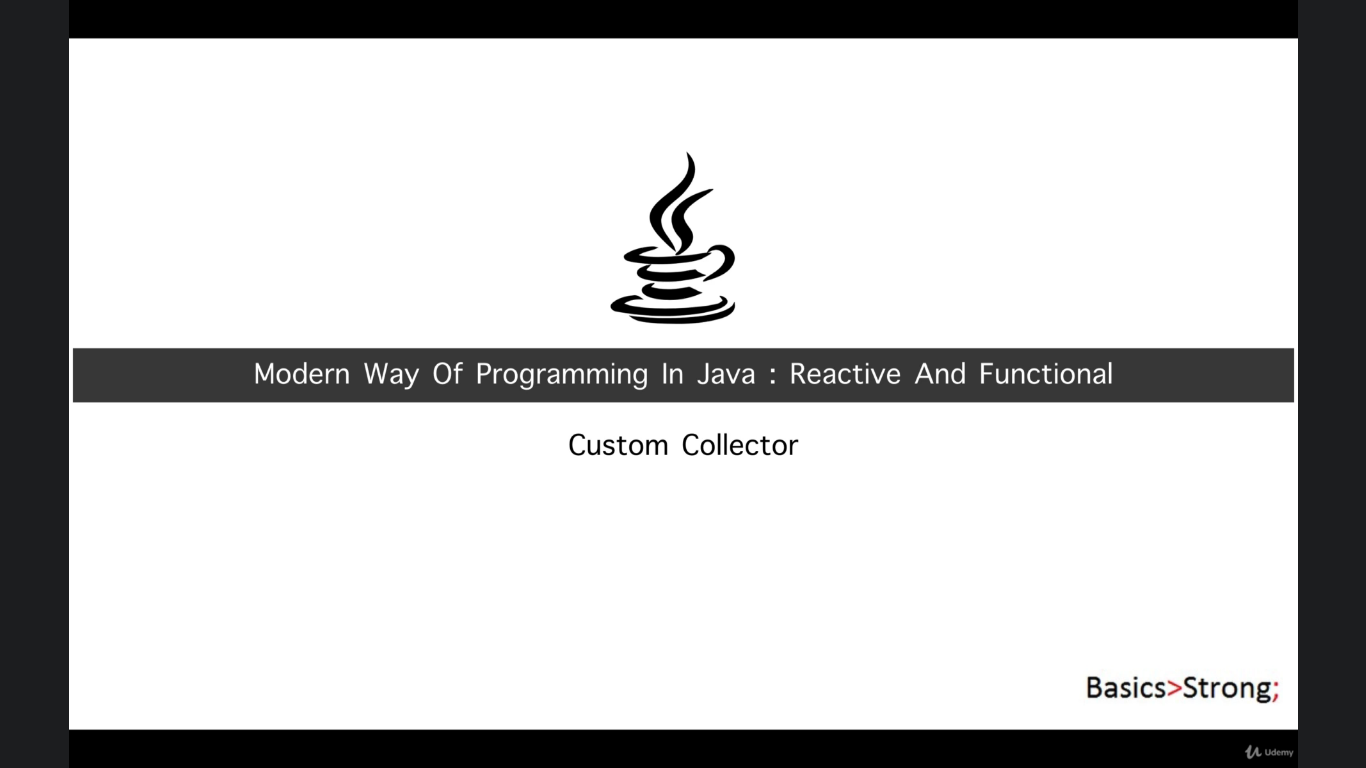 Modern Way Of Programming In Java : Reactive And Functional
Custom Collector
Basics>Strong;
Udemy